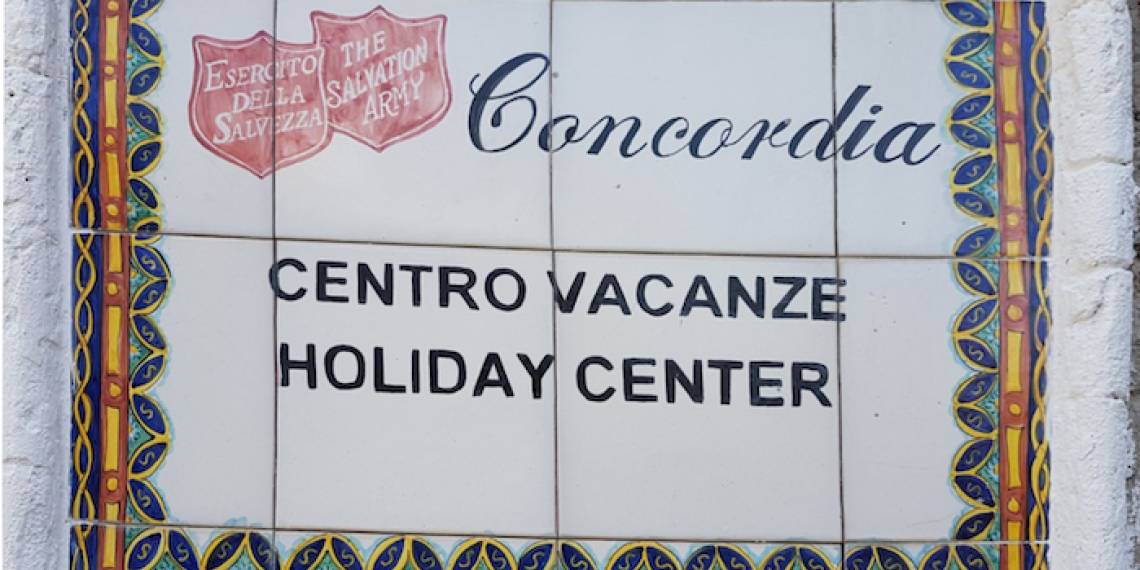 ESERCITO
DELLA
SALVEZZA
THE
SALVATION
ARMY
Concordia
CENTRO VACANZE
HOLIDAY CENTER